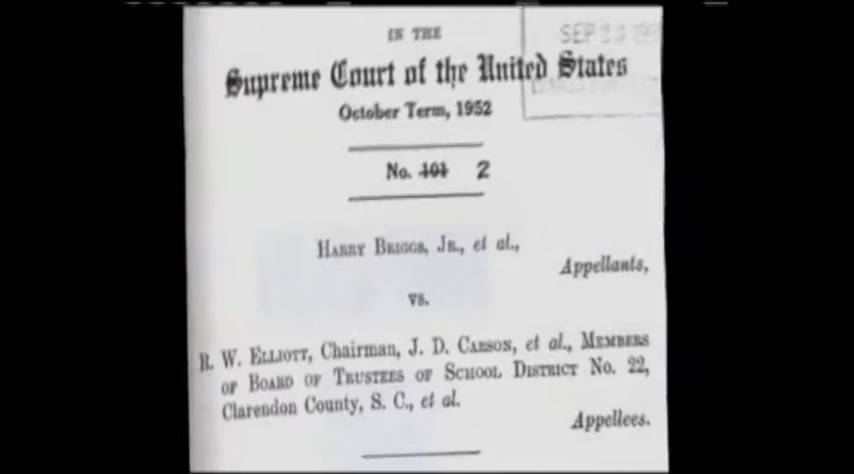 IN THE
SEP 23
Supreme Court of the United States
October Term, 1952
No. 101 2
HARRY BRIGGS, JR., et al.,
Appellants,
vs.
R. W. ELLIOTT, Chairman, J. D. CARSON, et al., MEMBERS
OF BOARD OF TRUSTEES OF SCHOOL DISTRICT NO. 22,
Clarendon County, S. C., et al.
Appellees.